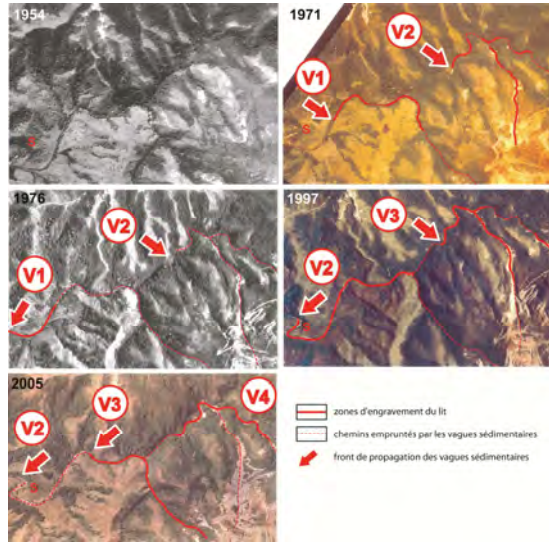 1954
S
1971
V2
V1
S
1976
V2
V1
1997
V3
V2
S
2005
V4
V3
V2
S
zones d'engravement du lit
chemins empruntés par les vagues sédimentaires
front de propagation des vagues sédimentaires